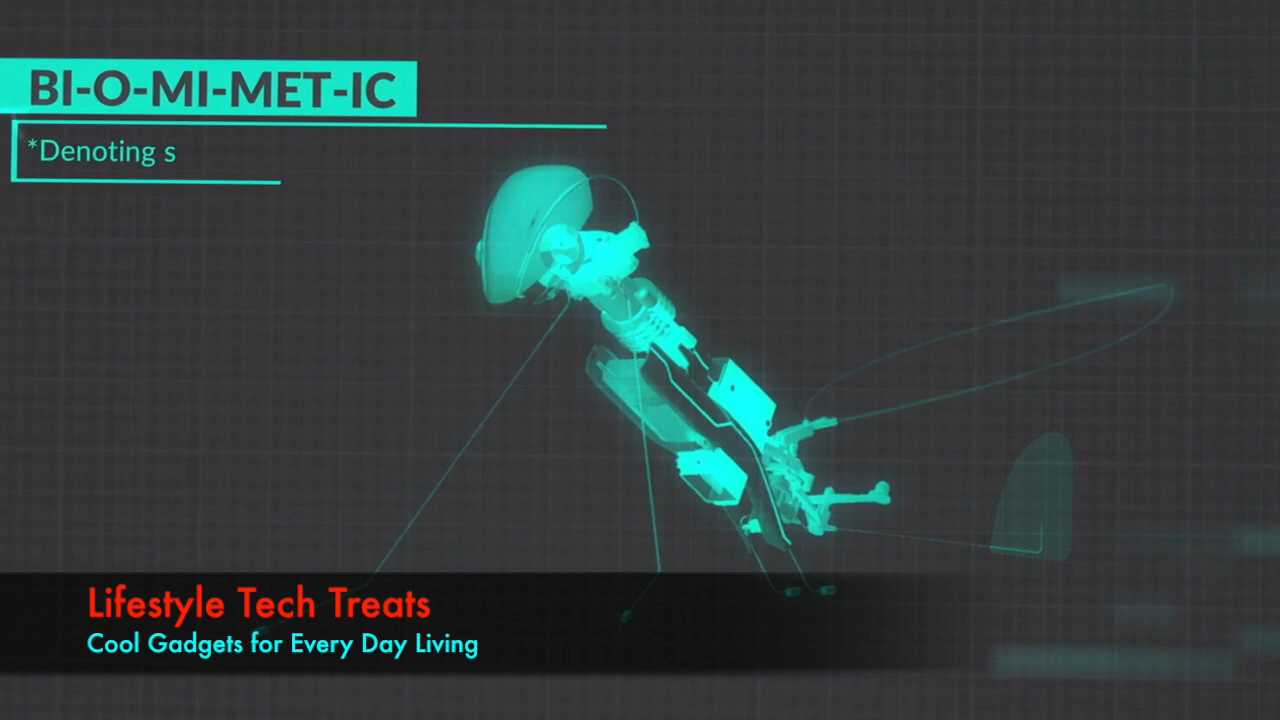 BI-O-MI-MET-IC
*Denoting s
Lifestyle Tech Treats
Cool Gadgets for Every Day Living